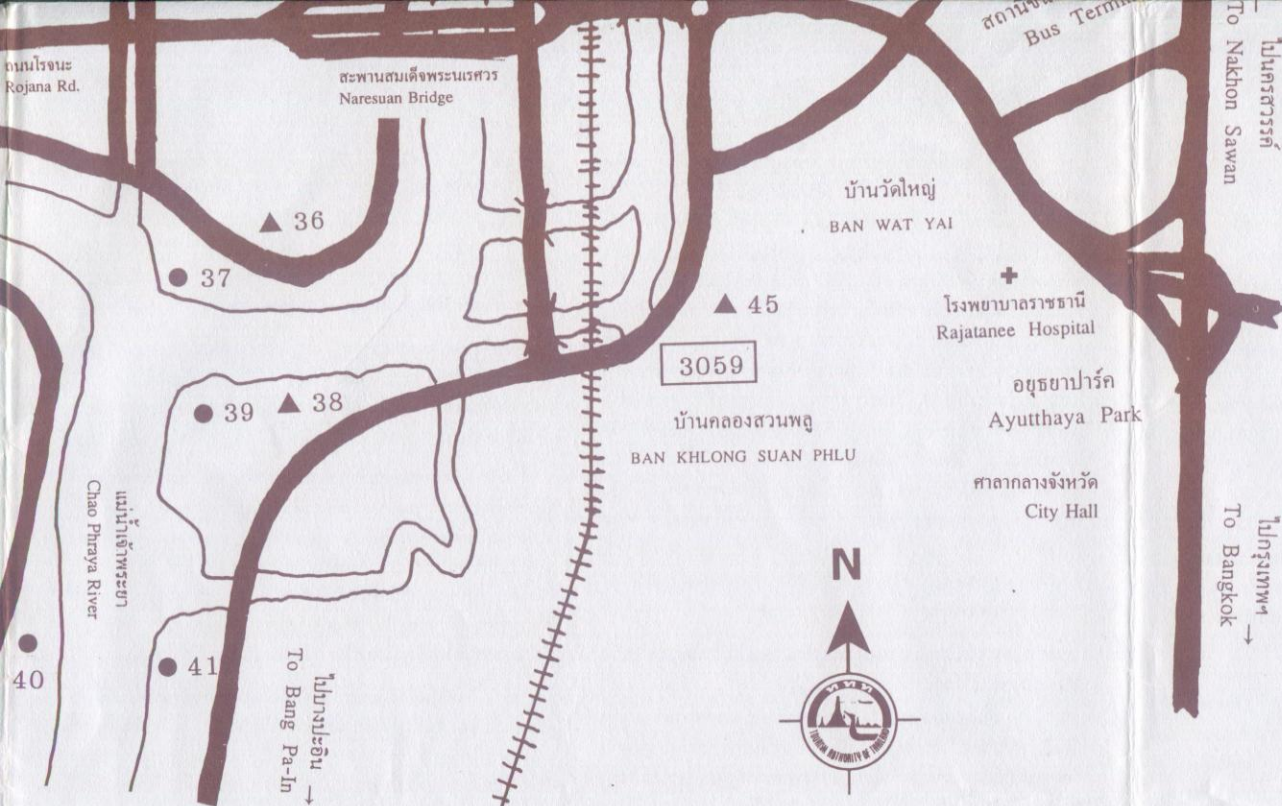 ถนนโรจนะ
Rojana Rd.
สะพานสมเด็จพระนเรศวร
Naresuan Bridge
Bus
ไปนครสวรรค์
To Nakhon Sawan
36
37
บ้านวัดใหญ่
BAN WAT YAI
45
โรงพยาบาลราชธานี
Rajatanee Hospital
3059
39
38
อยุธยาปาร์ค
Ayutthaya Park
บ้านคลองสวนพลู
BAN KHLONG SUAN PHLU
ศาลากลางจังหวัด
City Hall
แม่น้ำเจ้าพระยา
Chao Phraya River
ไปกรุงเทพฯ →
To Bangkok
N
40
41
ไปบางปะอิน →
To Bang Pa-In
ททท
TOURISM AUTHORITY OF THAILAND